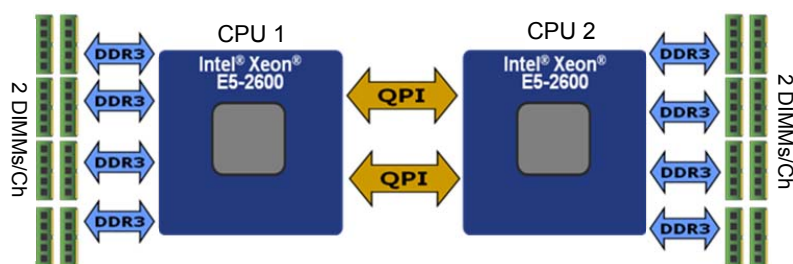 CPU 1
CPU 2
2 DIMMs/Ch
DDR3
DDR3
DDR3
DDR3
Intel® Xeon®
E5-2600
QPI
QPI
Intel® Xeon®
E5-2600
DDR3
DDR3
DDR3
DDR3
2 DIMMs/Ch